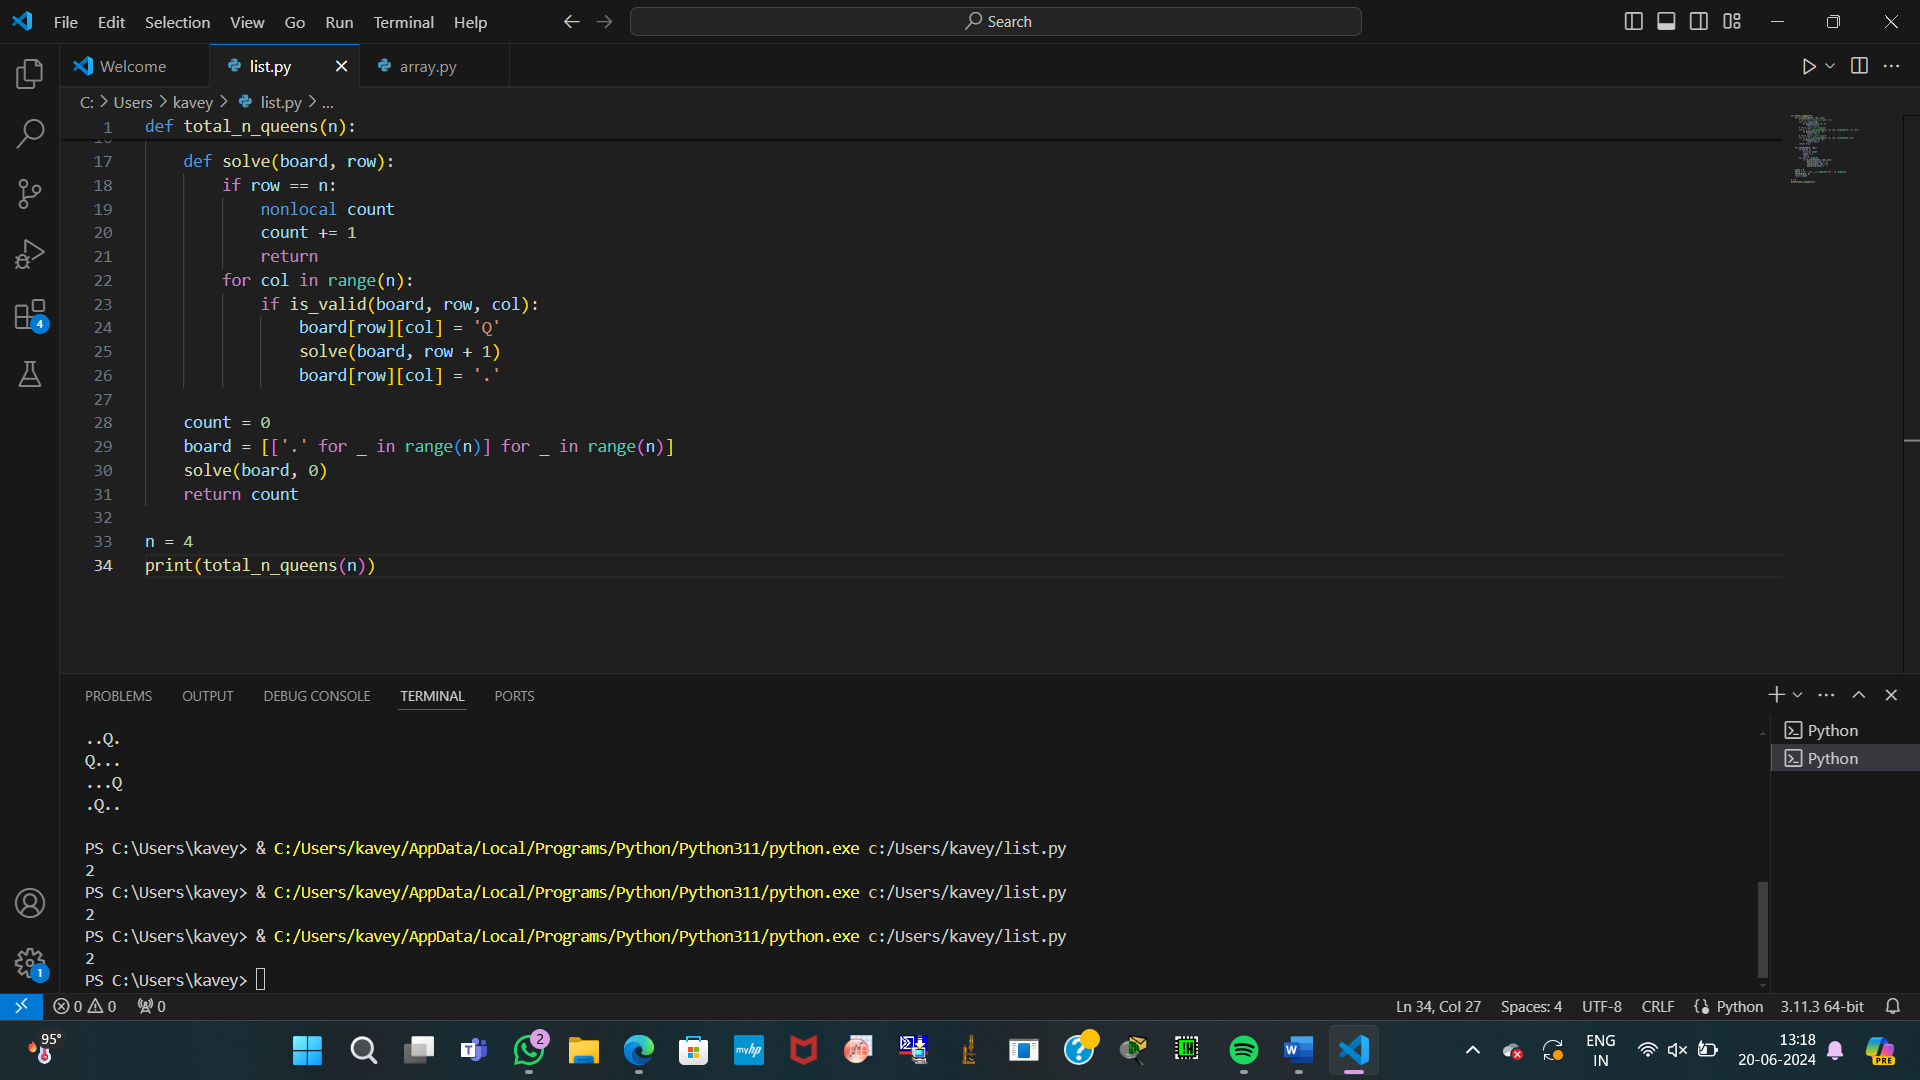 File Edit Selection View Go Run Terminal Help
Search
Welcome
list.py
array.py
C: > Users > kavey > list.py > ...
1 def total_n_queens(n):
17 def solve(board, row):
18 if row == n:
19 nonlocal count
20 count += 1
21 return
22 for col in range(n):
23 if is_valid(board, row, col):
24 board[row][col] = 'Q'
25 solve(board, row + 1)
26 board[row][col] = '.'
27
28 count = 0
29 board = [['.' for _ in range(n)] for _ in range(n)]
30 solve(board, 0)
31 return count
32
33 n = 4
34 print(total_n_queens(n))
4
1
PROBLEMS OUTPUT DEBUG CONSOLE TERMINAL PORTS
Python
Python
..Q.
Q...
...Q
.Q..
PS C:\Users\kavey> & C:/Users/kavey/AppData/Local/Programs/Python/Python311/python.exe c:/Users/kavey/list.py
2
PS C:\Users\kavey> & C:/Users/kavey/AppData/Local/Programs/Python/Python311/python.exe c:/Users/kavey/list.py
2
PS C:\Users\kavey> & C:/Users/kavey/AppData/Local/Programs/Python/Python311/python.exe c:/Users/kavey/list.py
2
PS C:\Users\kavey>
0 0 0
Ln 34, Col 27 Spaces: 4 UTF-8 CRLF {} Python 3.11.3 64-bit
95°
2
myhp
ENG
IN
13:18
20-06-2024
PRE